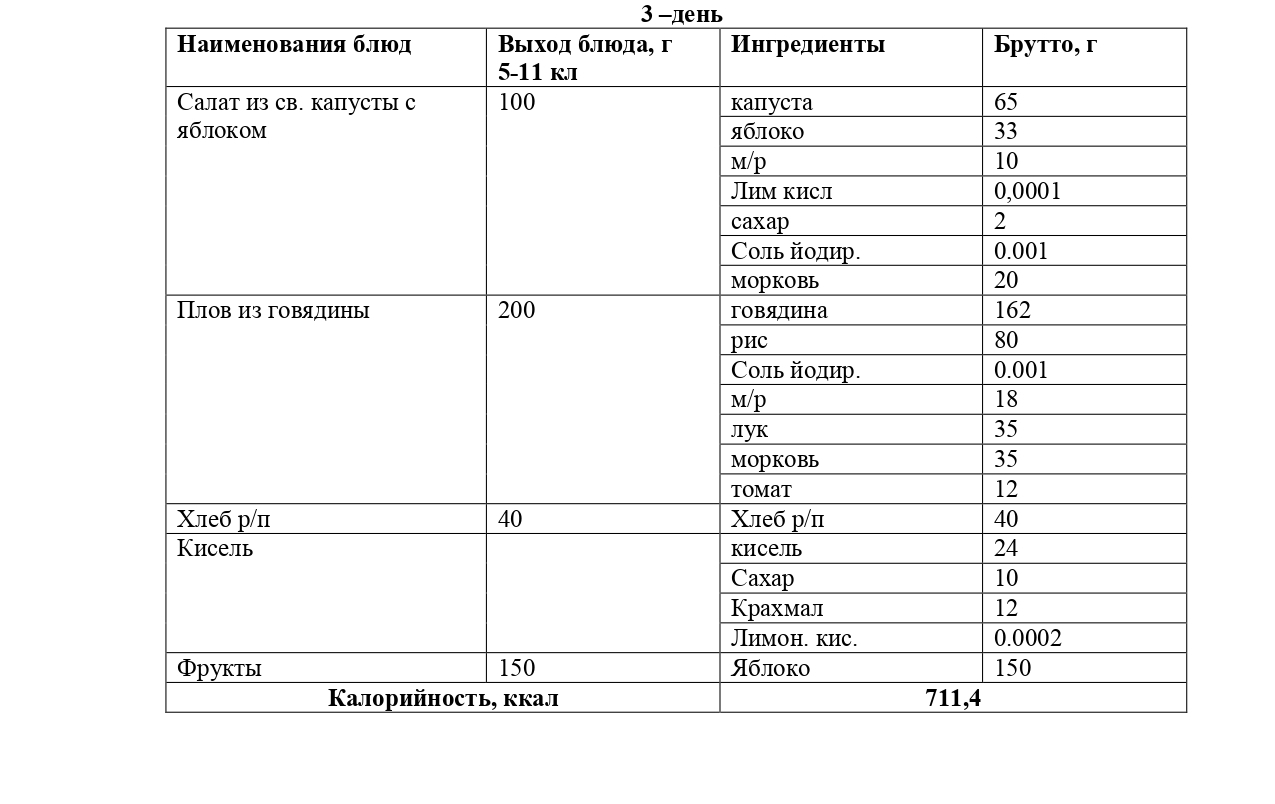 3 –день
Наименования блюд Выход блюда, г Ингредиенты Брутто, г
5-11 кл
Салат из св. капусты с 100 капуста 65
яблоком яблоко 33
м/р 10
Лим кисл 0,0001
сахар 2
Соль йодир. 0.001
морковь 20
Плов из говядины 200 говядина 162
рис 80
Соль йодир. 0.001
м/р 18
лук 35
морковь 35
томат 12
Хлеб р/п 40 Хлеб р/п 40
Кисель кисель 24
Сахар 10
Крахмал 12
Лимон. кис. 0.0002
Фрукты 150 Яблоко 150
Калорийность, ккал 711,4